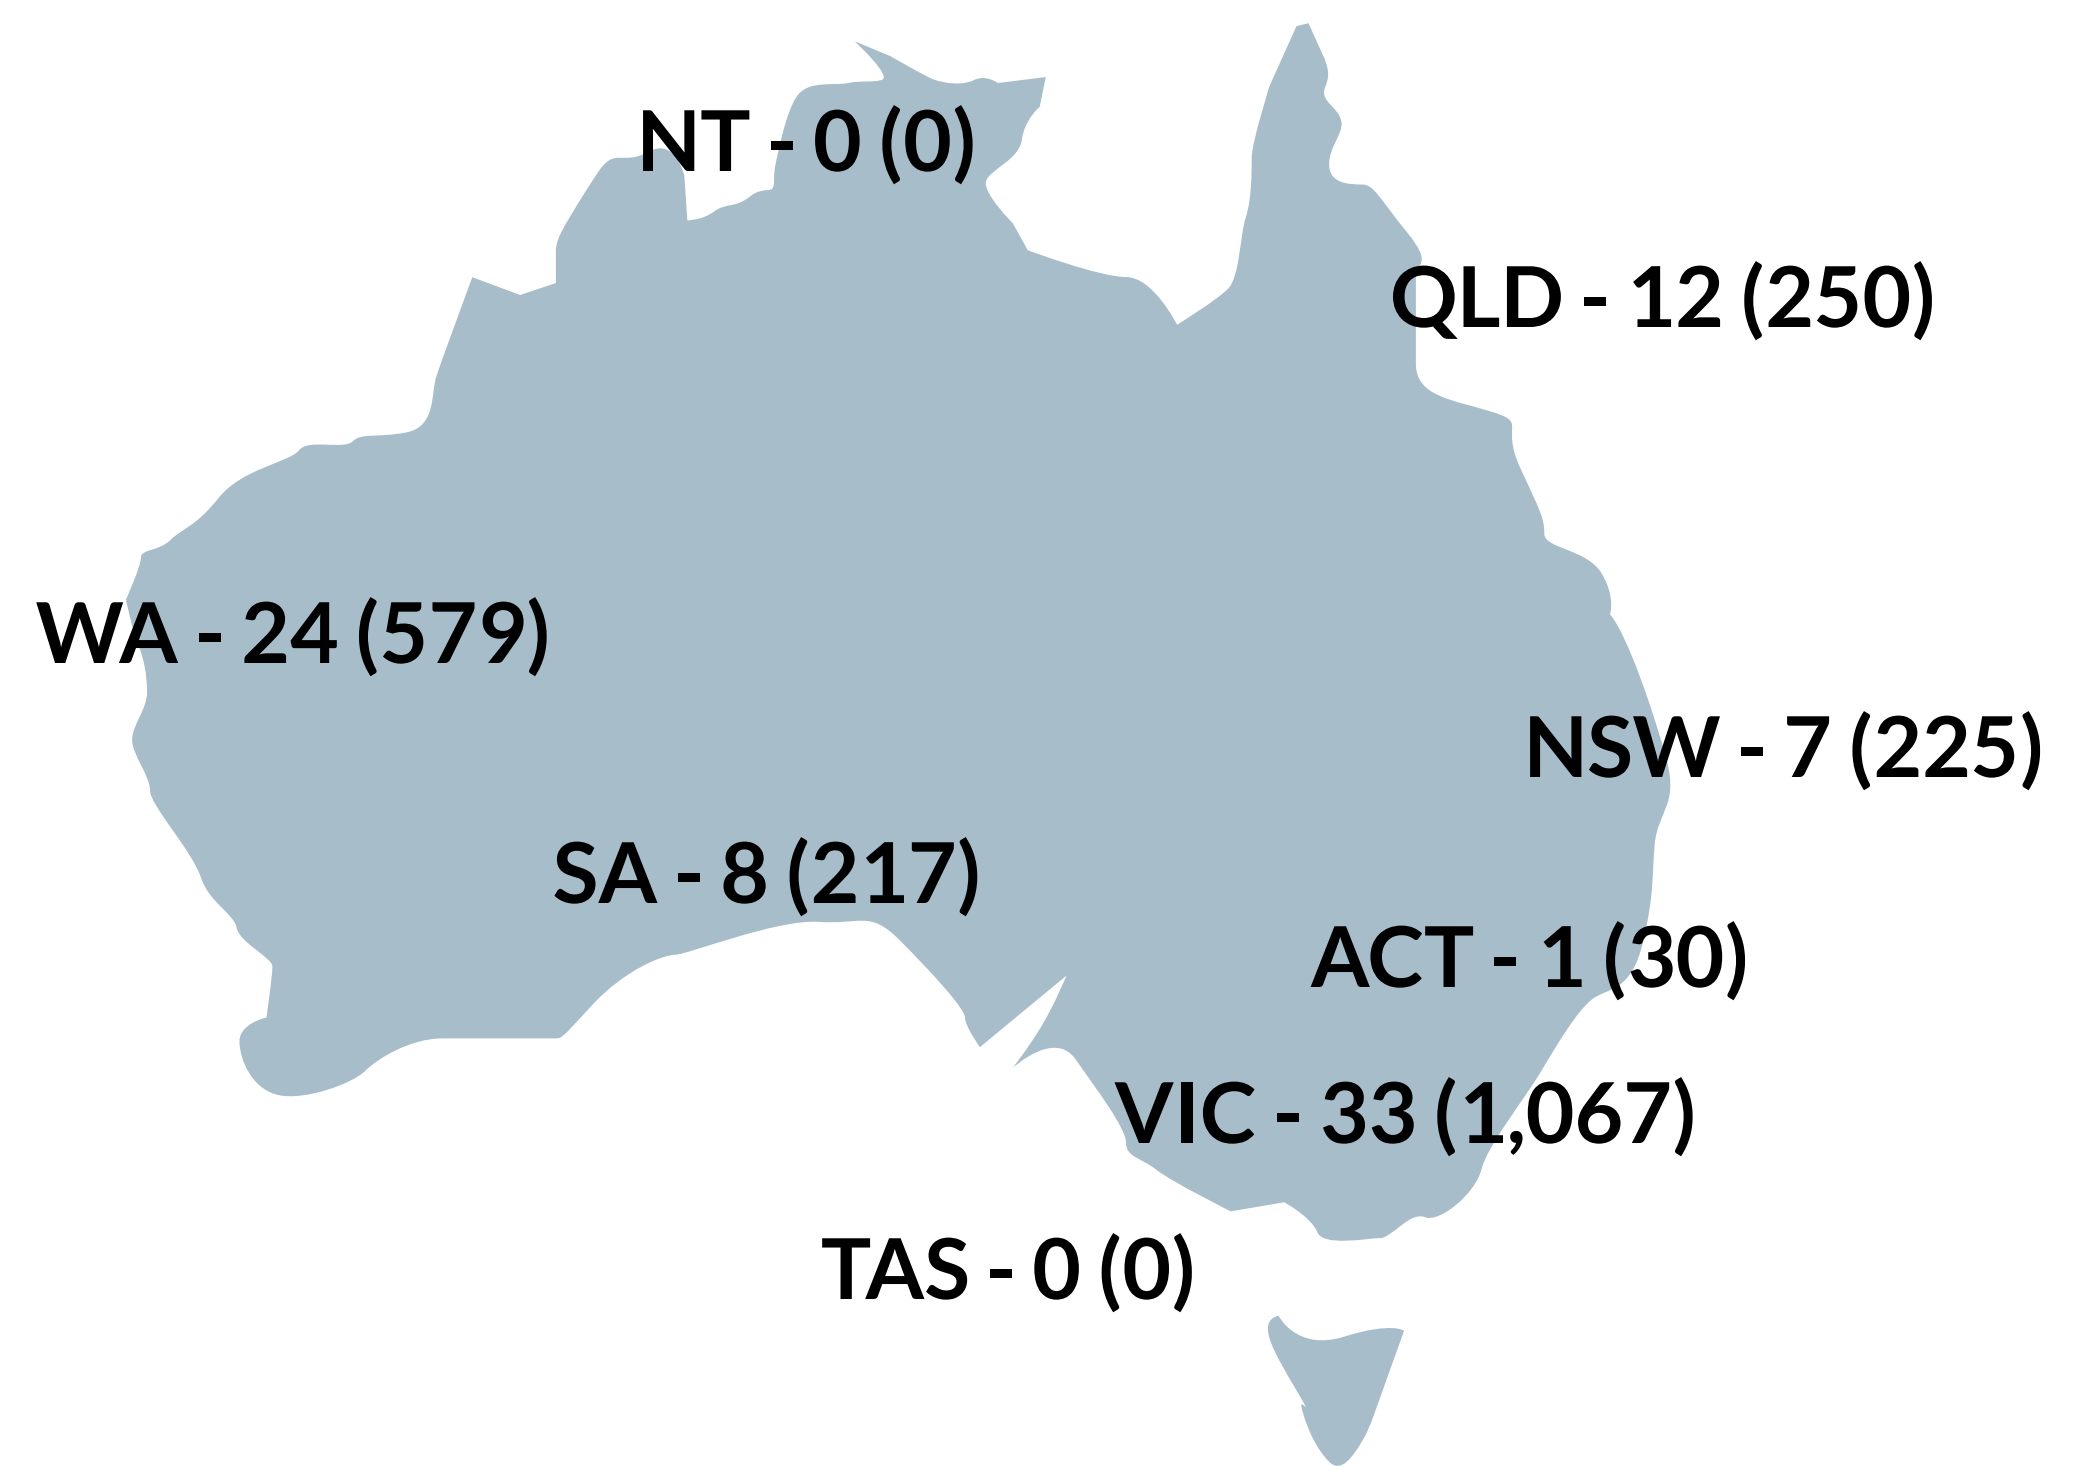 NT - 0 (0)
QLD - 12 (250)
WA - 24 (579)
NSW - 7 (225)
SA - 8 (217)
ACT - 1 (30)
VIC - 33 (1,067)
TAS - 0 (0)